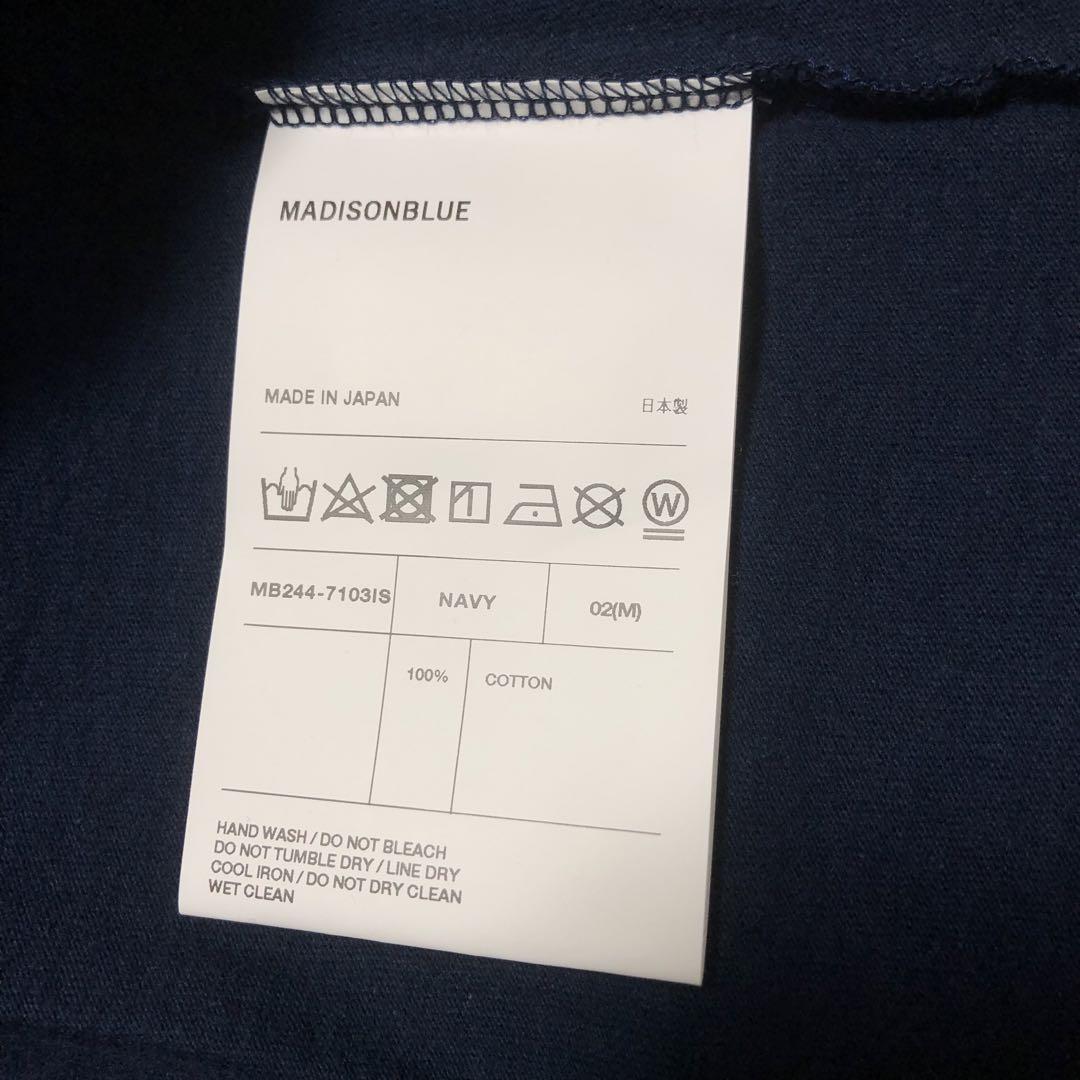 MADISONBLUE
MADE IN JAPAN 日本製
W
MB244-7103IS NAVY 02(M)
100% COTTON
HAND WASH / DO NOT BLEACH
DO NOT TUMBLE DRY / LINE DRY
COOL IRON / DO NOT DRY CLEAN
WET CLEAN